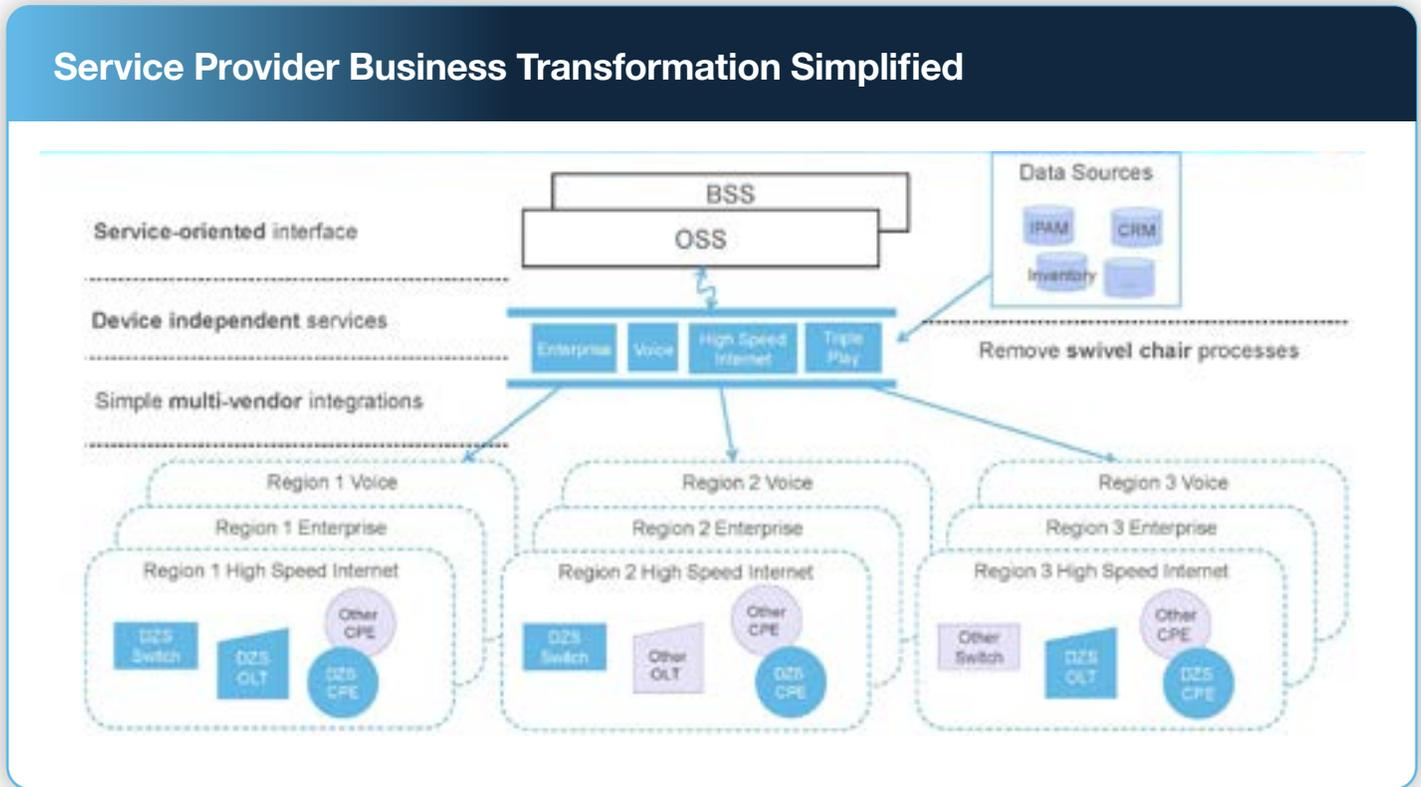 Service Provider Business Transformation Simplified
BSS
OSS
Data Sources
IPAM
CRM
Inventory
Service-oriented interface
Device independent services
Simple multi-vendor integrations
Enterprise
Voice
High Speed
Internet
Triple
Play
Remove swivel chair processes
Region 1 Voice
Region 1 Enterprise
Region 1 High Speed Internet
DZS
Switch
DZS
OLT
Other
CPE
DZS
CPE
Region 2 Voice
Region 2 Enterprise
Region 2 High Speed Internet
DZS
Switch
Other
OLT
Other
CPE
DZS
CPE
Region 3 Voice
Region 3 Enterprise
Region 3 High Speed Internet
Other
Switch
DZS
OLT
Other
CPE
DZS
CPE